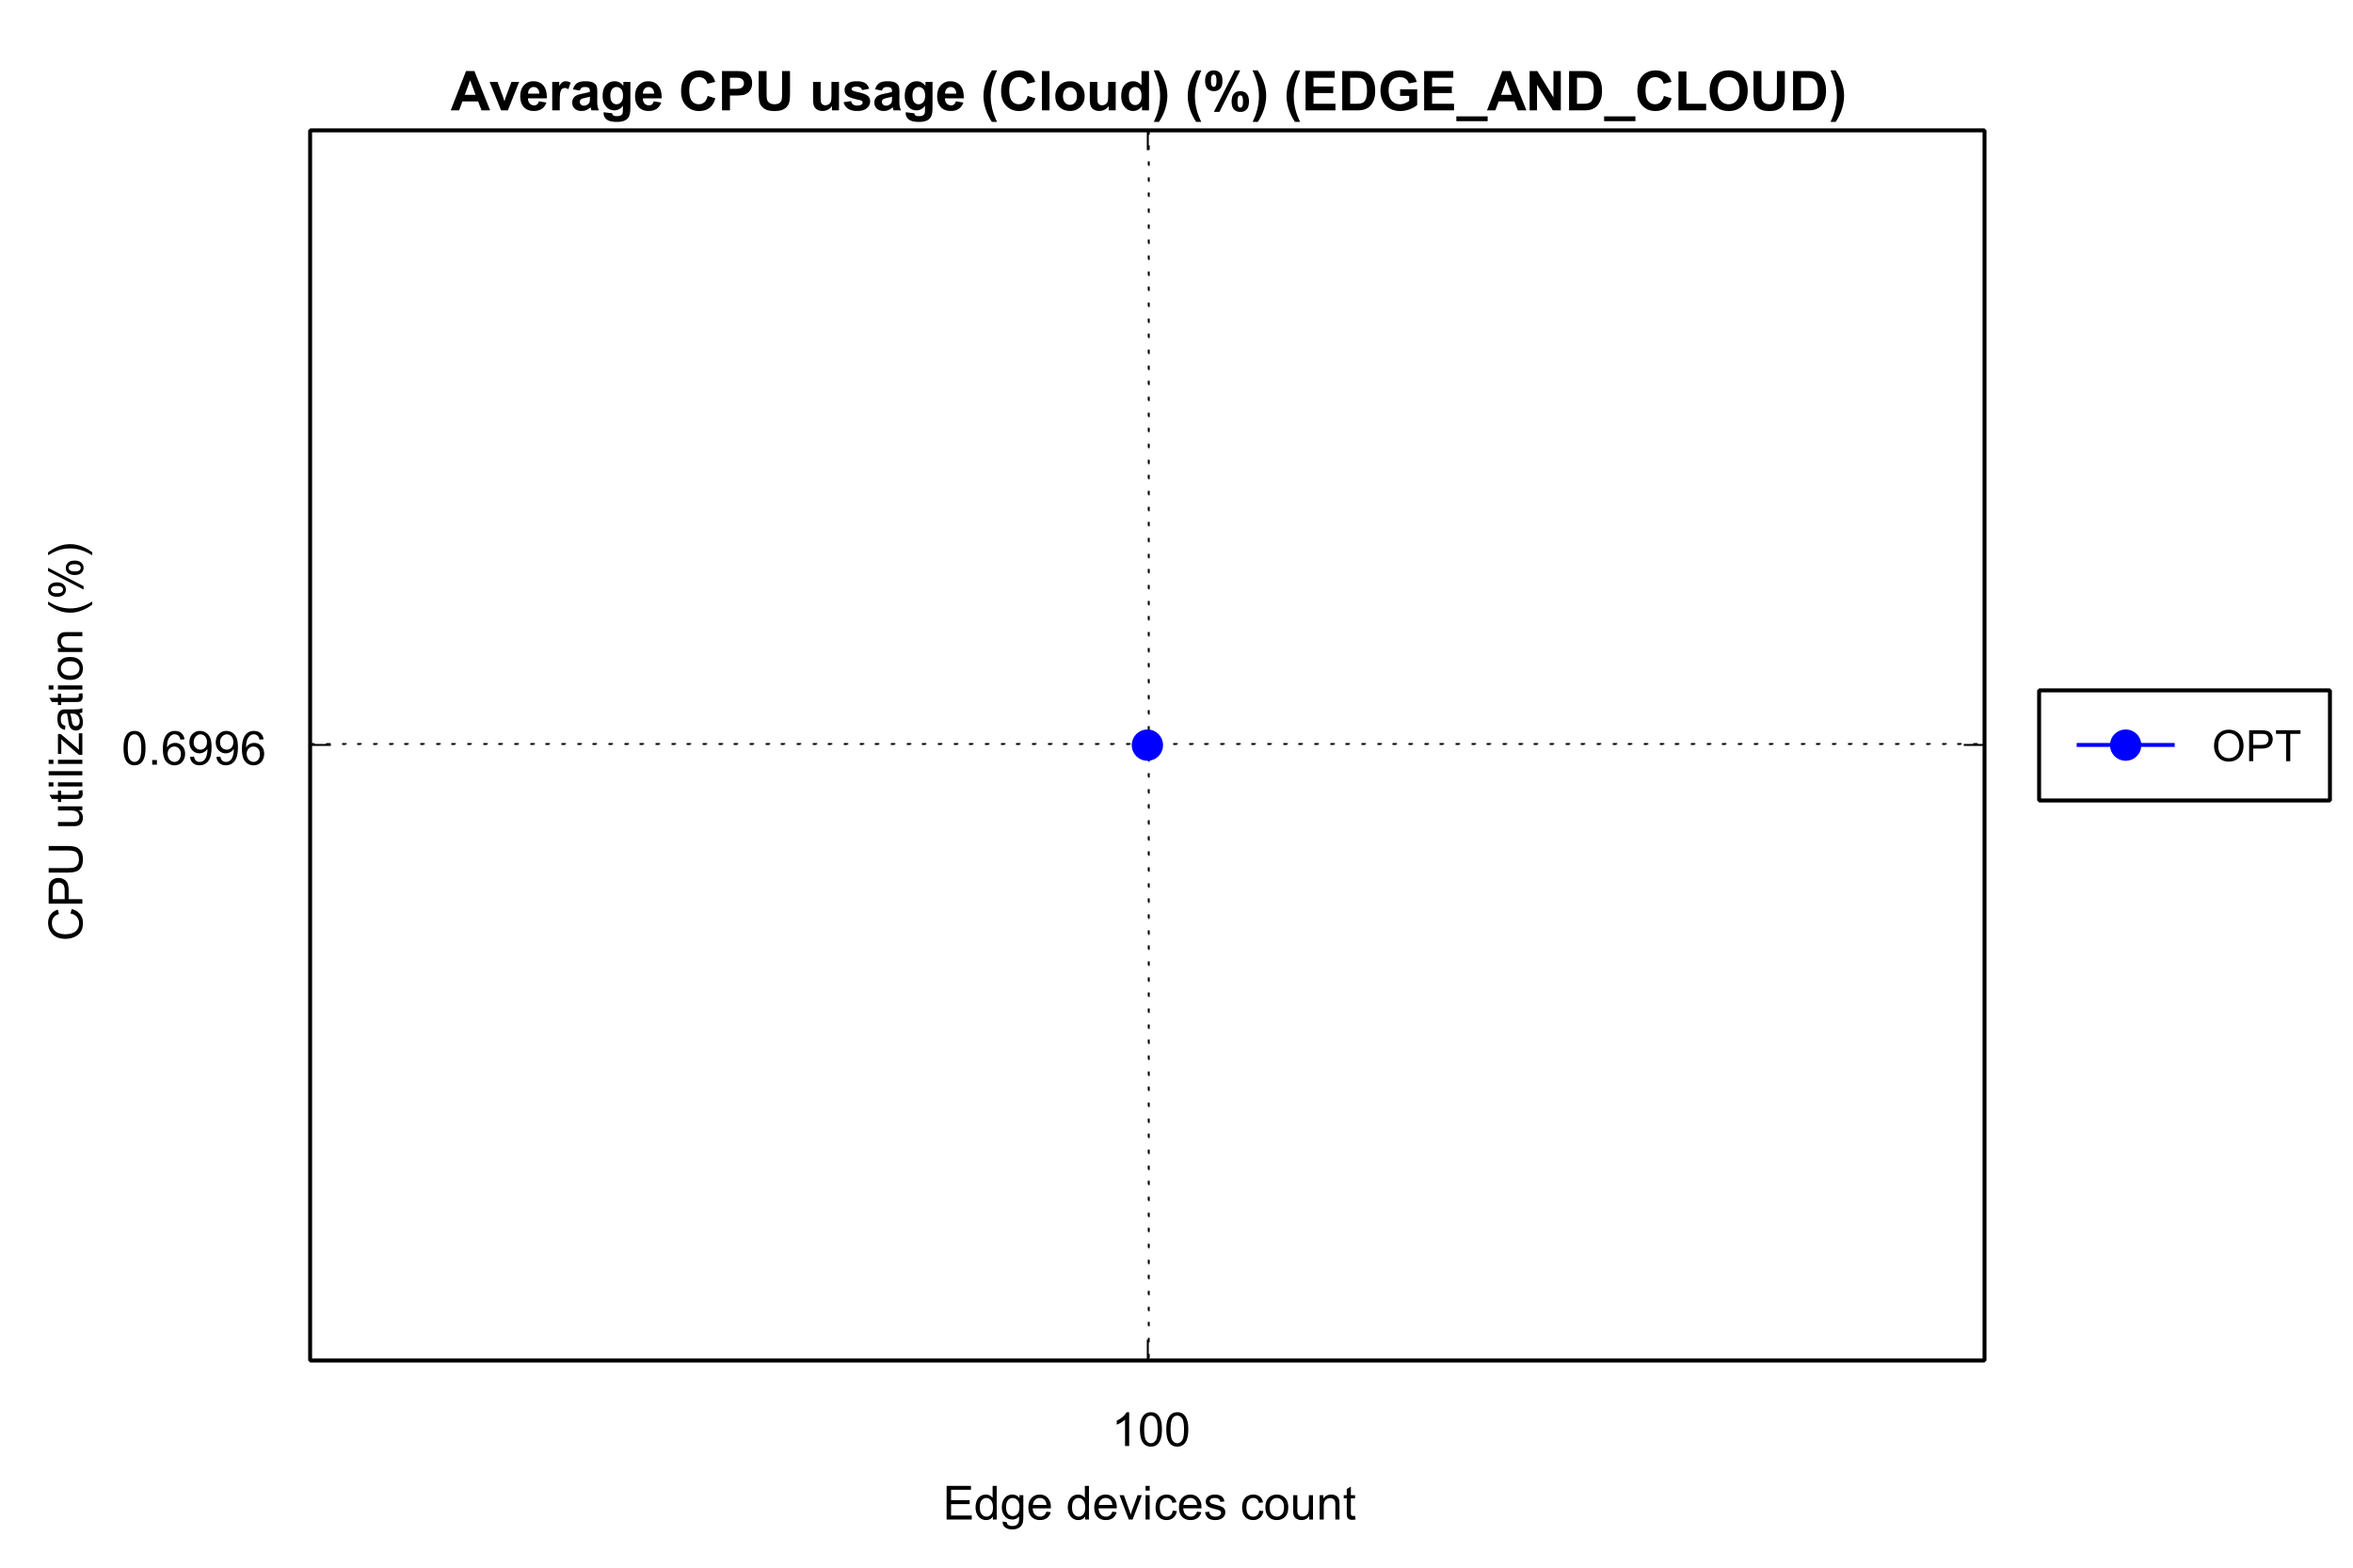 Average CPU usage (Cloud) (%) (EDGE_AND_CLOUD)
CPU utilization (%)
0.6996
OPT
100
Edge devices count